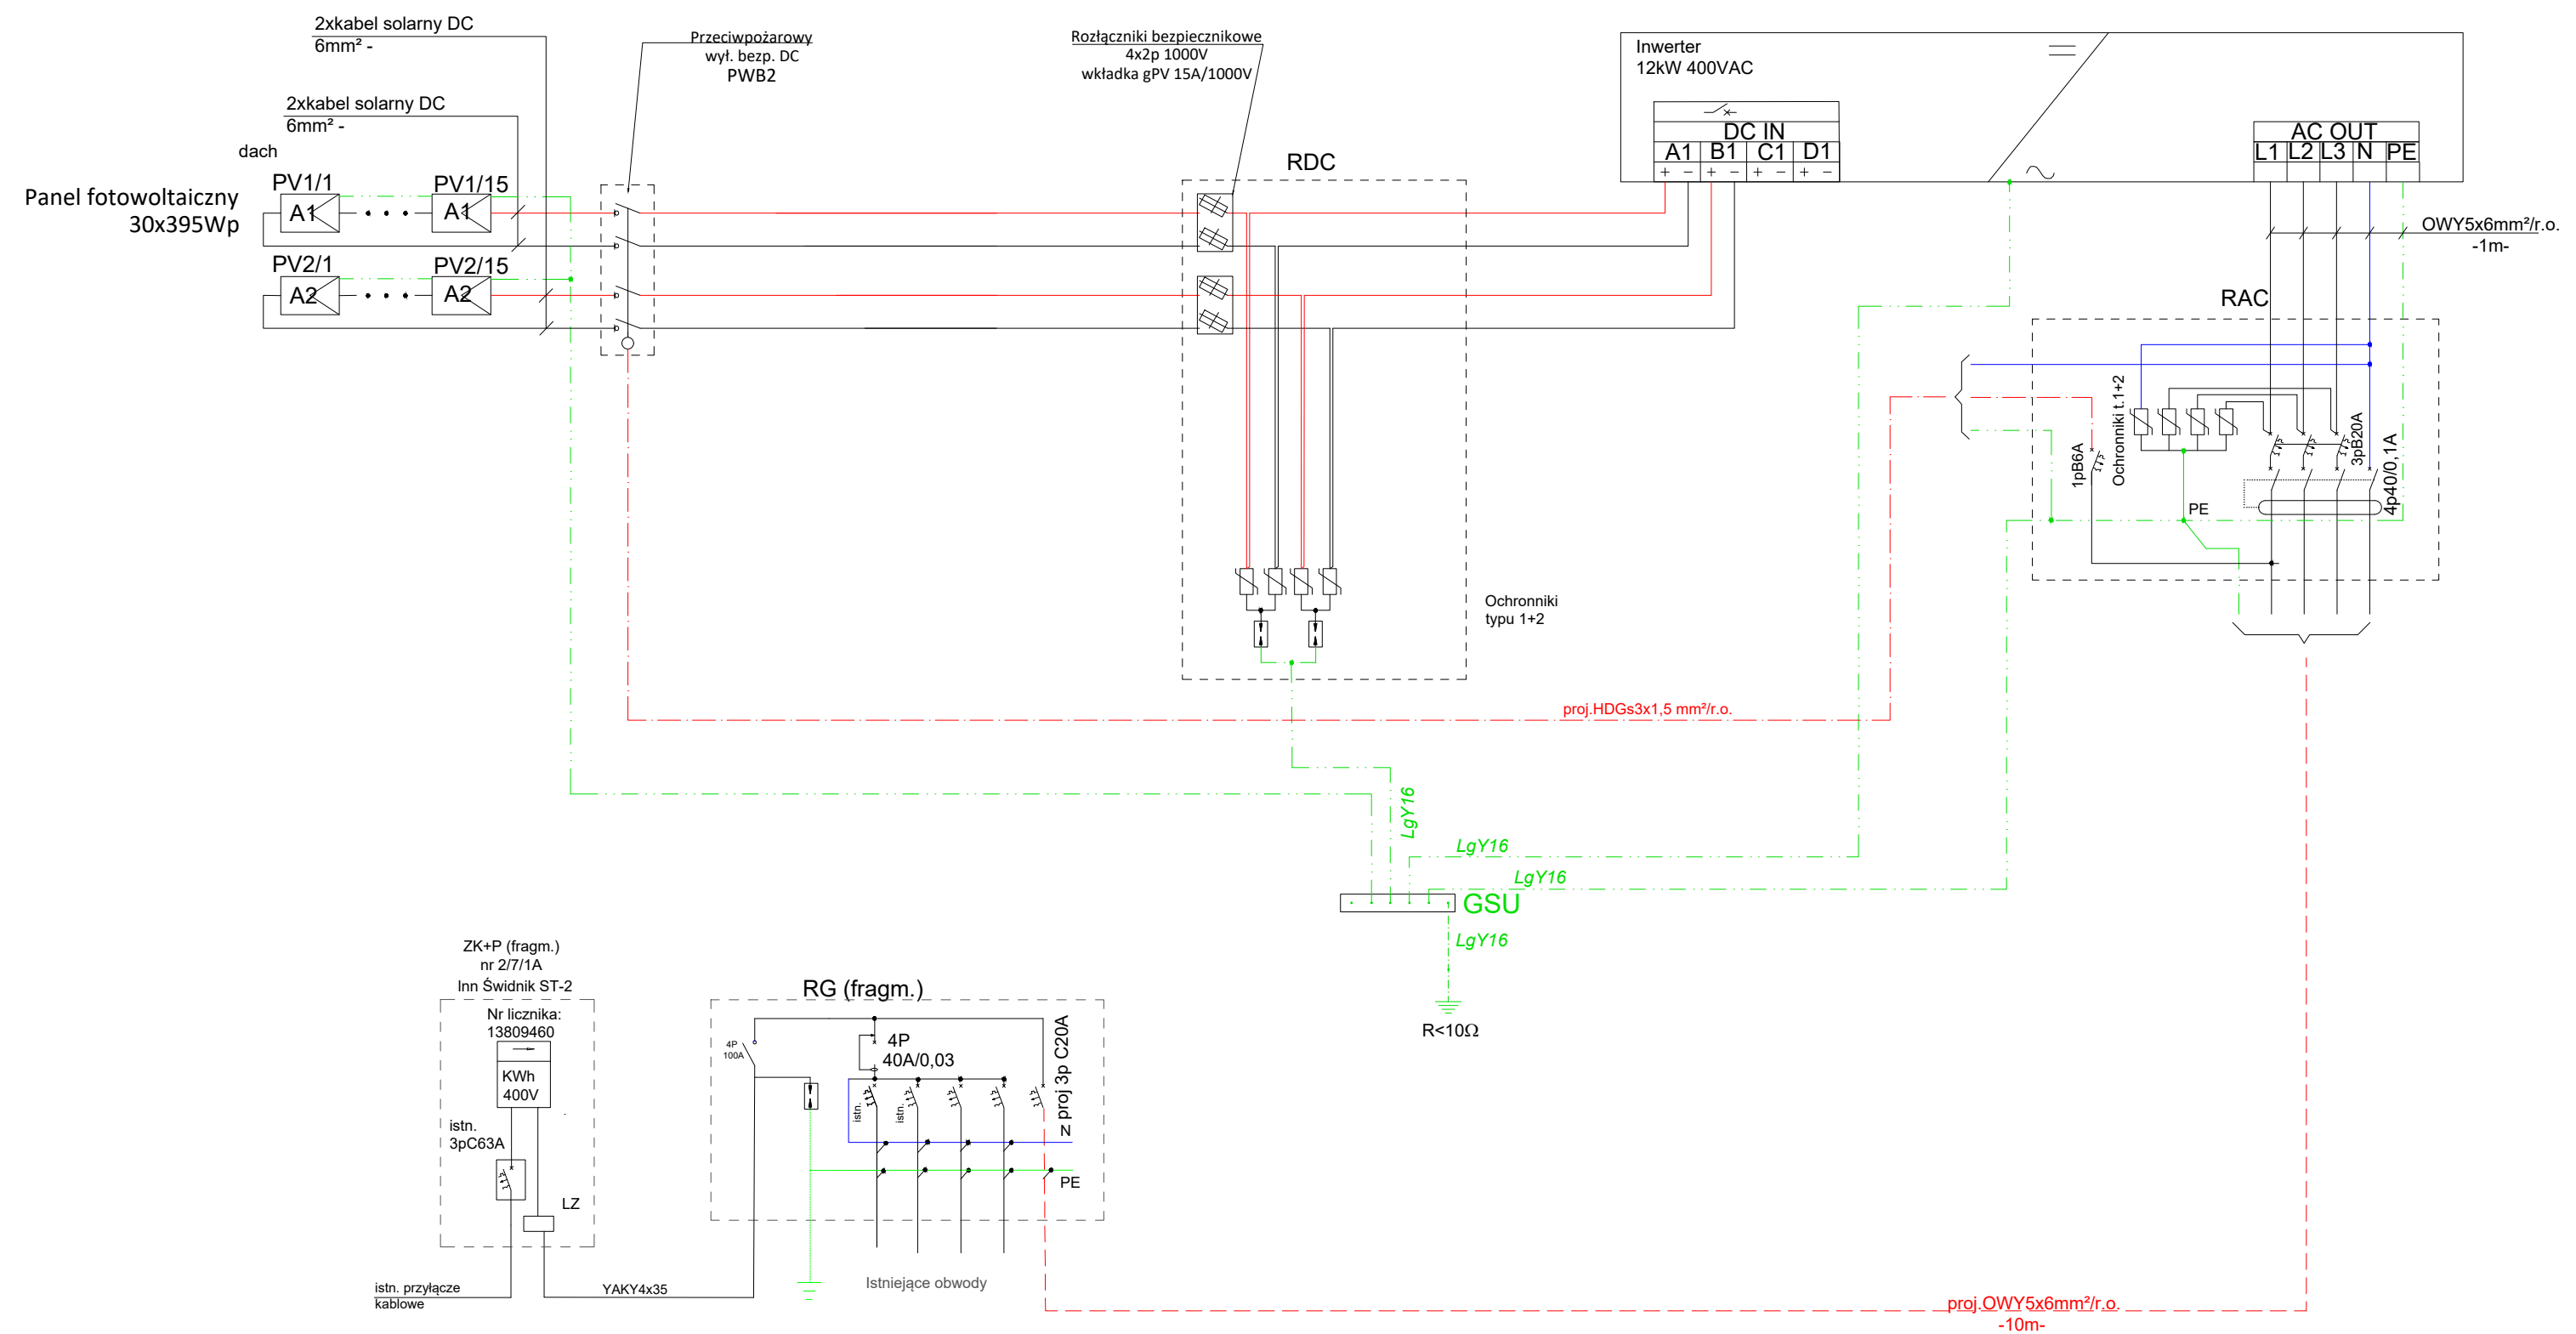 2xkabel solarny DC
6mm² -
2xkabel solarny DC
6mm² -
dach
Panel fotowoltaiczny
30x395Wp
PV1/1
PV1/15
A1
A1
PV2/1
PV2/15
A2
A2
Przeciwpożarowy
wył. bezp. DC
PWB2
Rozłączniki bezpiecznikowe
4x2p 1000V
wkładka gPV 15A/1000V
RDC
Ochronniki
typu 1+2
Inwerter
12kW 400VAC
DC IN
A1 B1 C1 D1
+ − + − + − + −
AC OUT
L1 L2 L3 N PE
OWY5x6mm²/r.o.
-1m-
RAC
1pB6A
Ochronniki t.1+2
3pB20A
4p40/0,1A
PE
proj.HDGs3x1,5 mm²/r.o.
LgY16
LgY16
LgY16
GSU
LgY16
R<10Ω
ZK+P (fragm.)
nr 2/7/1A
Inn Świdnik ST-2
Nr licznika:
13809460
KWh
400V
istn.
3pC63A
LZ
istn. przyłącze
kablowe
YAKY4x35
RG (fragm.)
4P
100A
4P
40A/0,03
istn.
istn.
proj 3p C20A
N
PE
Istniejące obwody
proj.OWY5x6mm²/r.o.
-10m-